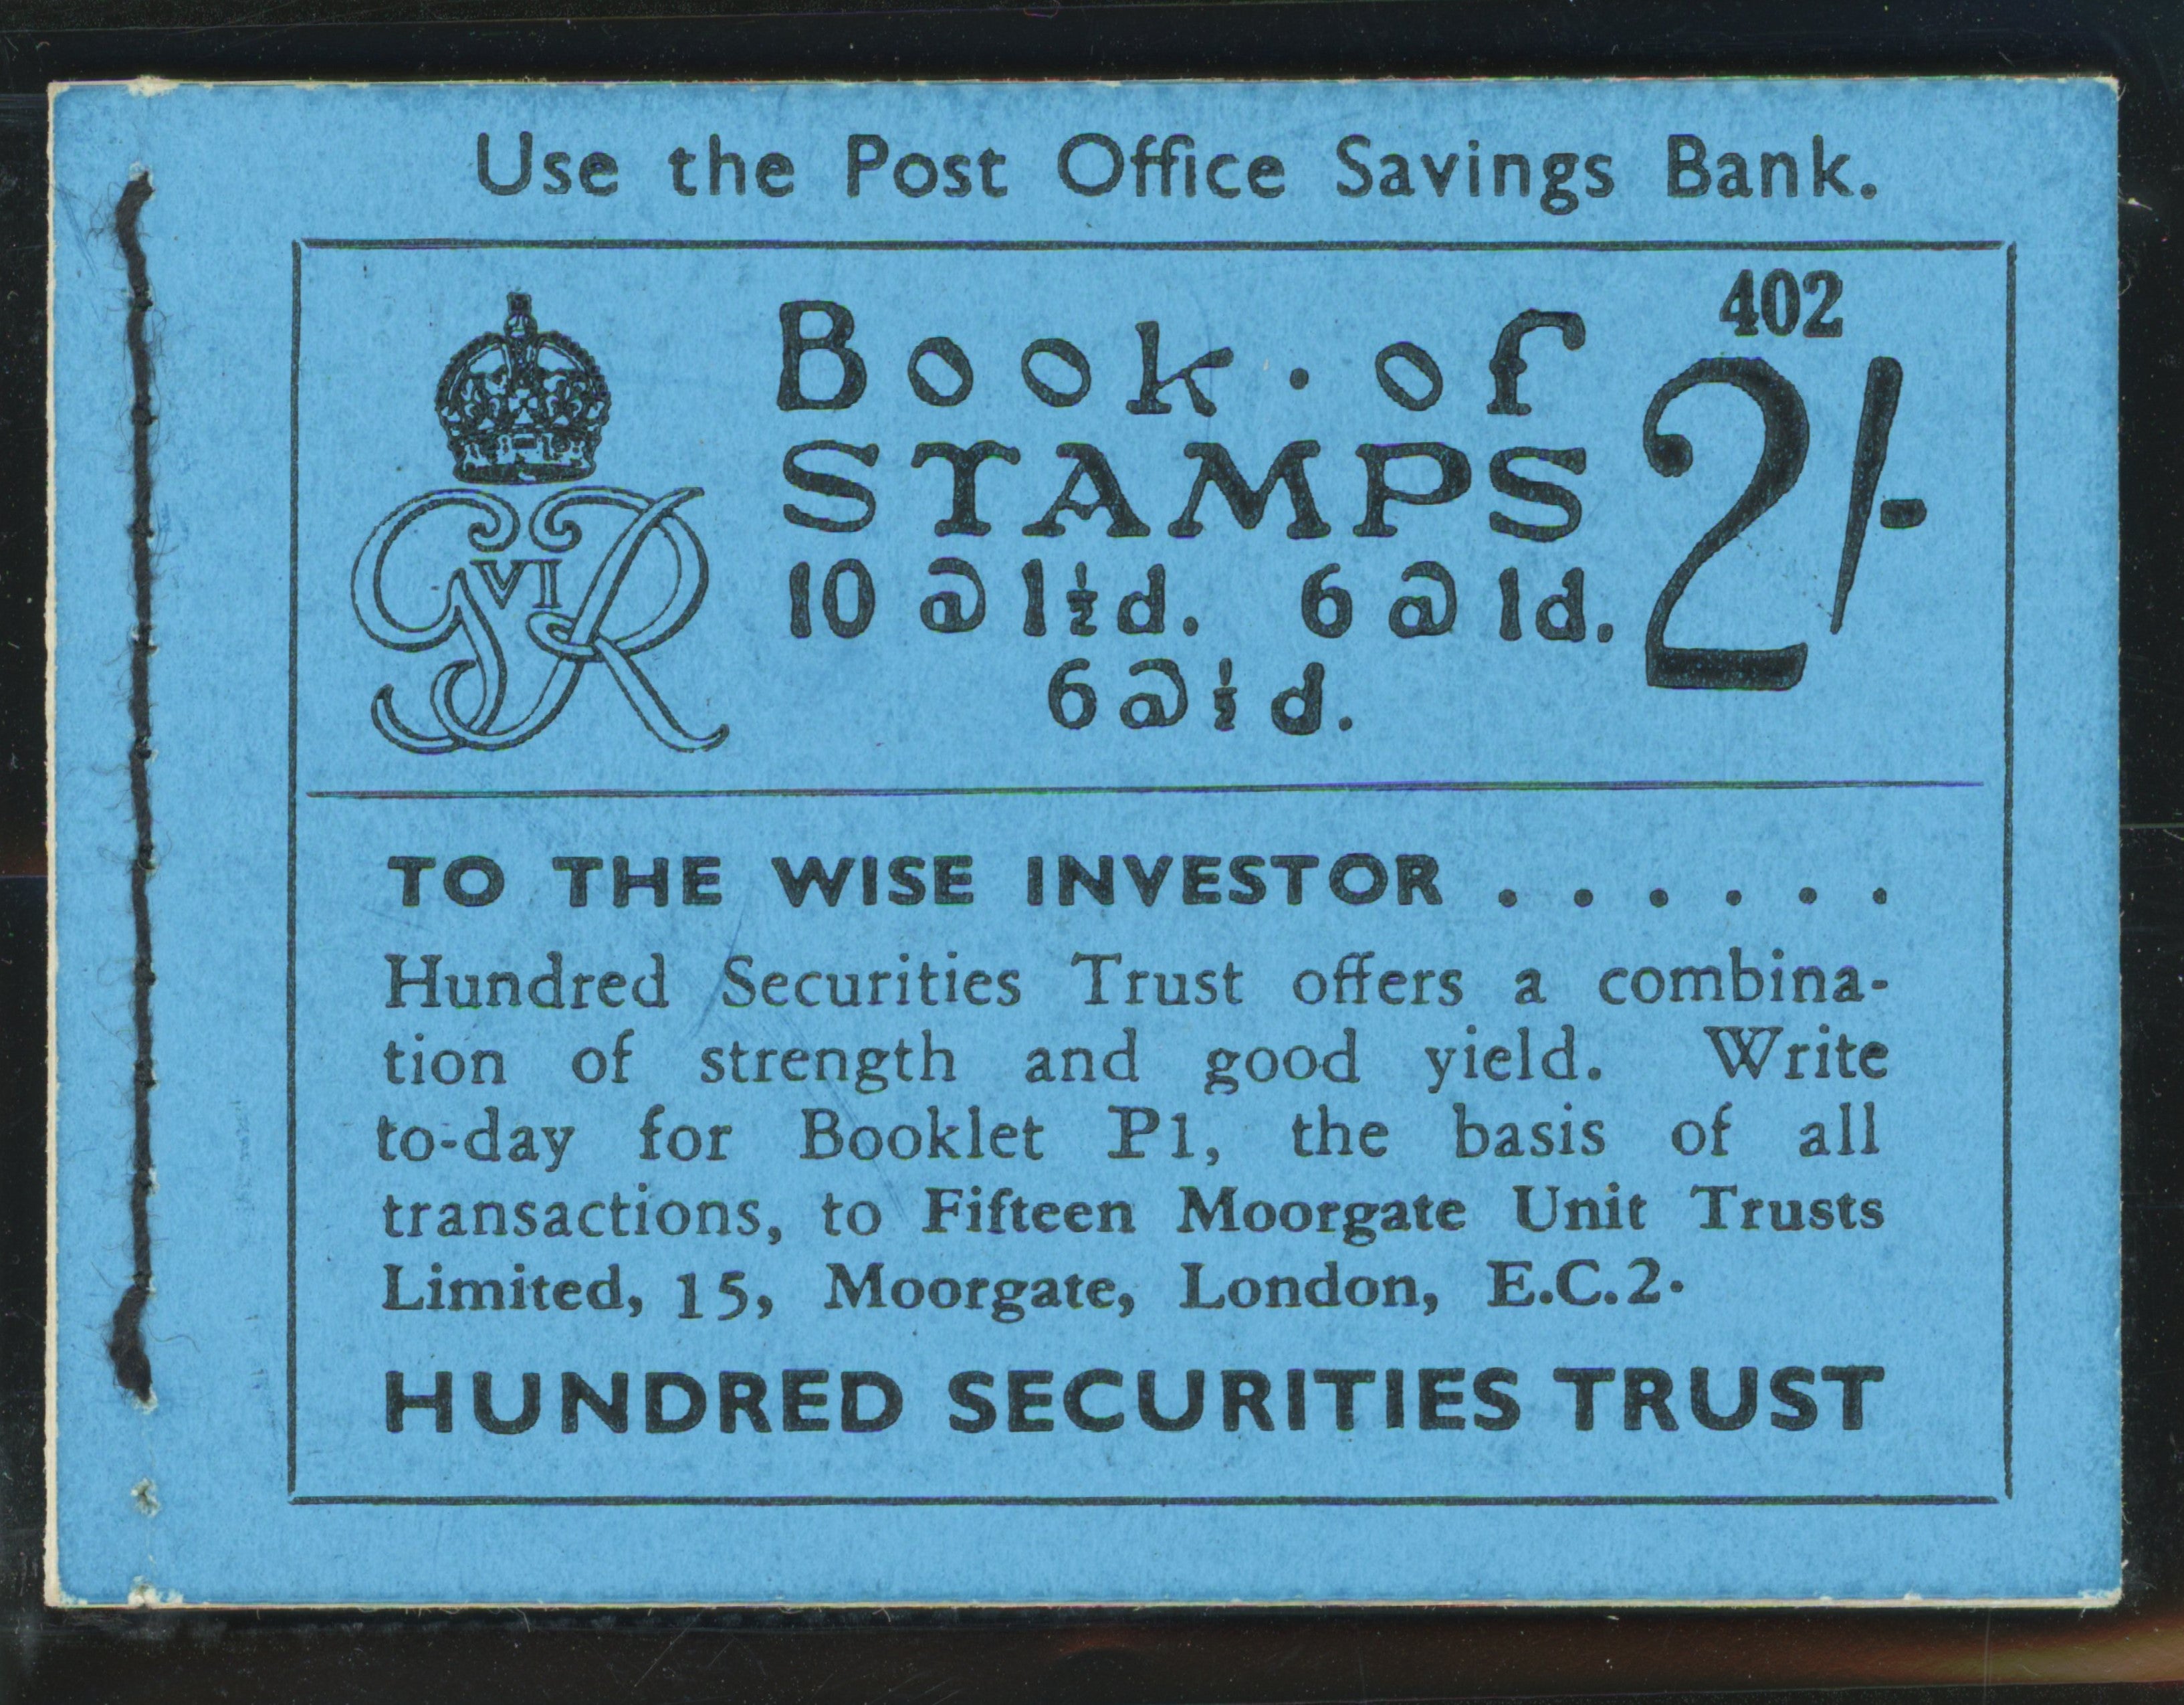 Use the Post Office Savings Bank.
402
Book·of
STAMPS
2/-
10 @ 1½d. 6 @ 1d.
6 @ ½d.
G VI R
TO THE WISE INVESTOR . . . . . .
Hundred Securities Trust offers a combina-
tion of strength and good yield. Write
to-day for Booklet P1, the basis of all
transactions, to Fifteen Moorgate Unit Trusts
Limited, 15, Moorgate, London, E.C.2.
HUNDRED SECURITIES TRUST